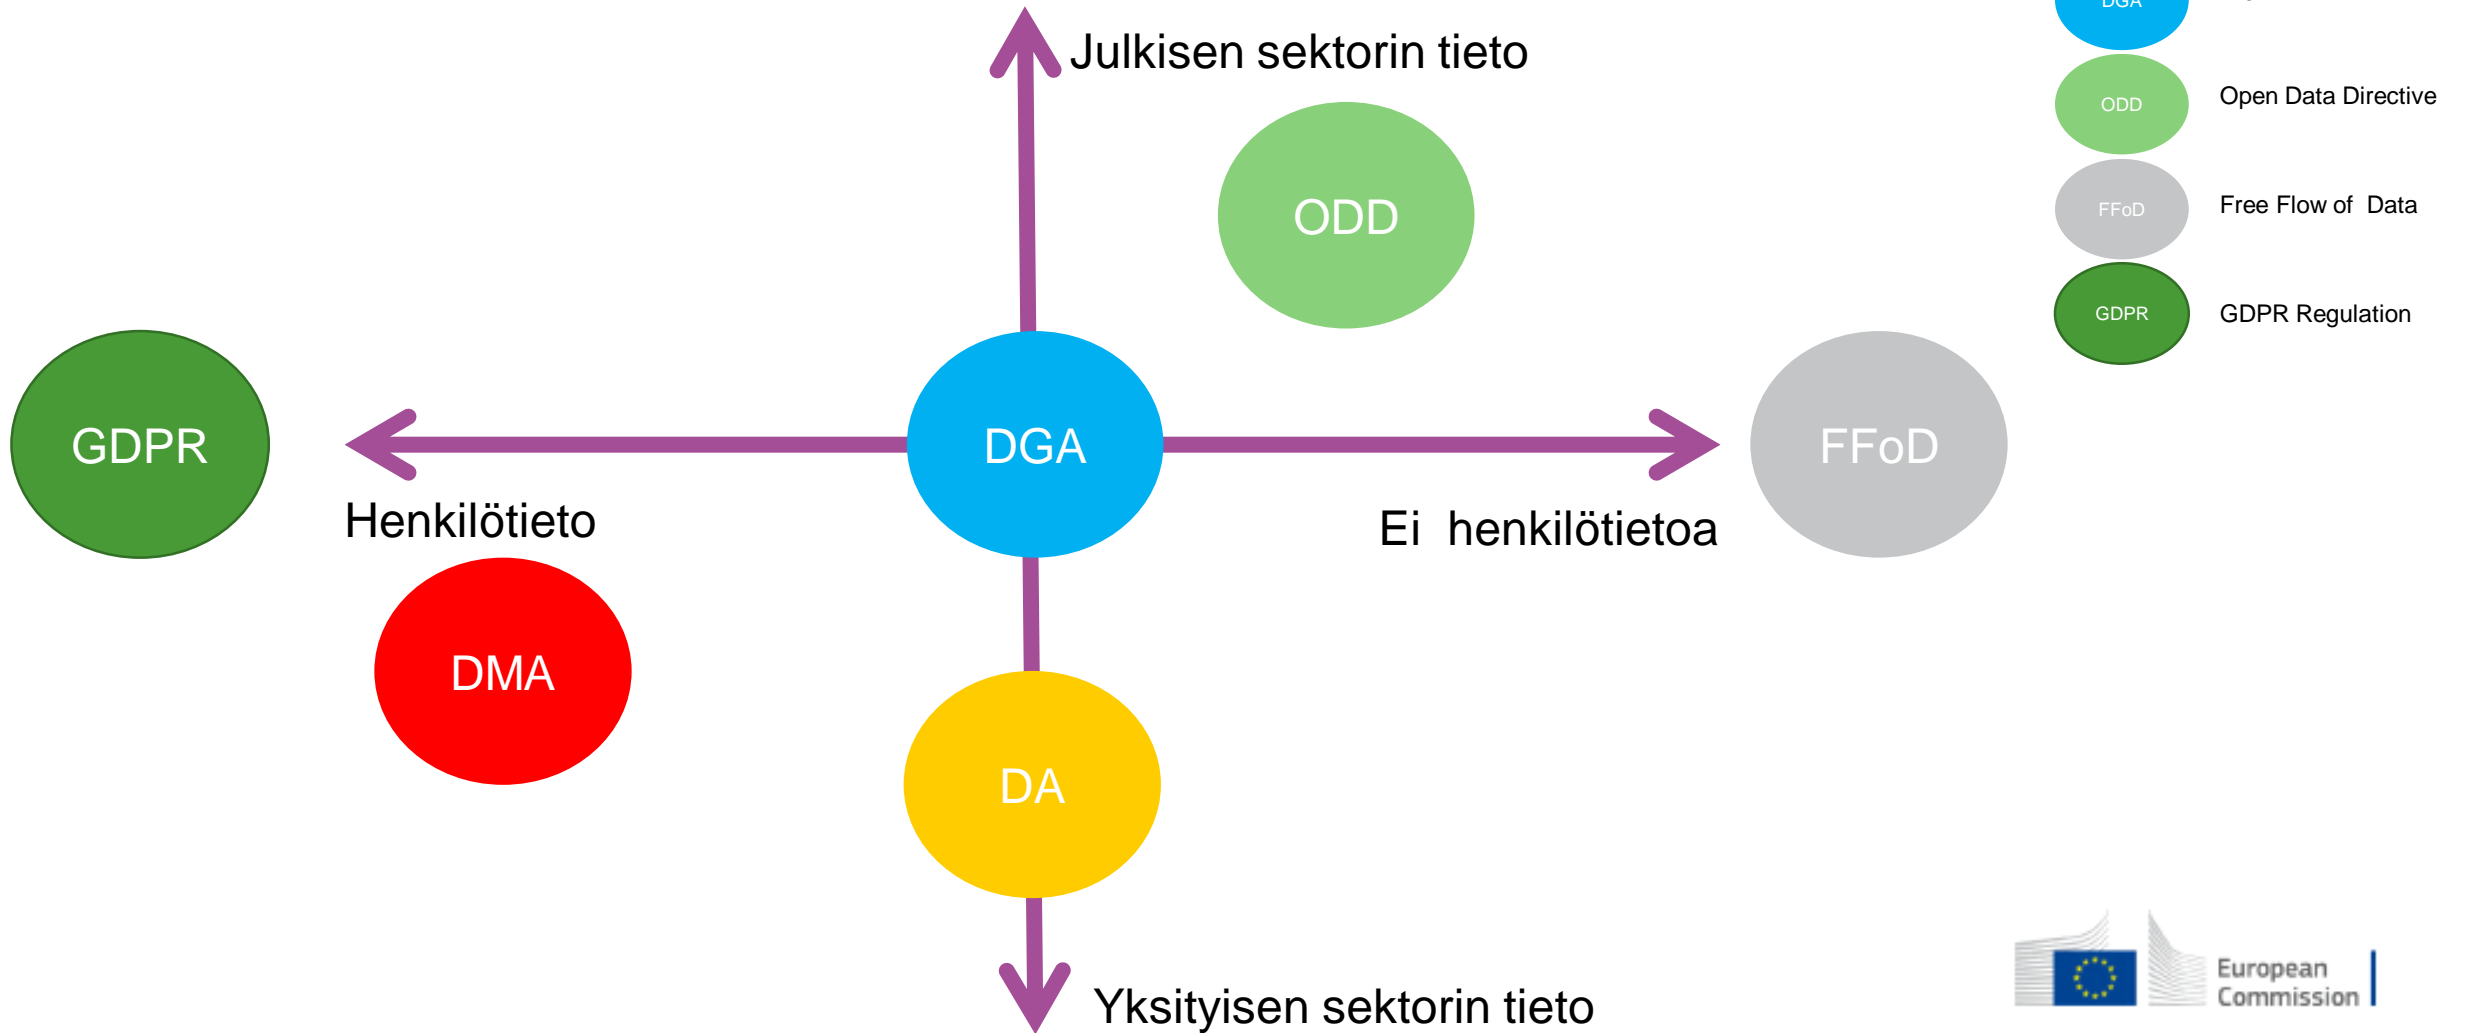 DGA
Julkisen sektorin tieto
ODD
Open Data Directive
ODD
FFoD
Free Flow of Data
GDPR
GDPR Regulation
GDPR
DGA
FFoD
Henkilötieto
Ei henkilötietoa
DMA
DA
European
Commission
Yksityisen sektorin tieto